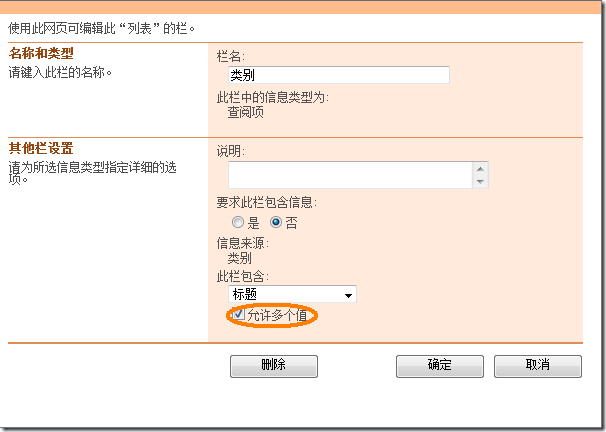 使用此网页可编辑此“列表”的栏。
名称和类型
请键入此栏的名称。
栏名:
类别
此栏中的信息类型为:
查阅项
其他栏设置
请为所选信息类型指定详细的选
项。
说明:
要求此栏包含信息:
是 否
信息来源:
类别
此栏包含:
标题
允许多个值
删除 确定 取消